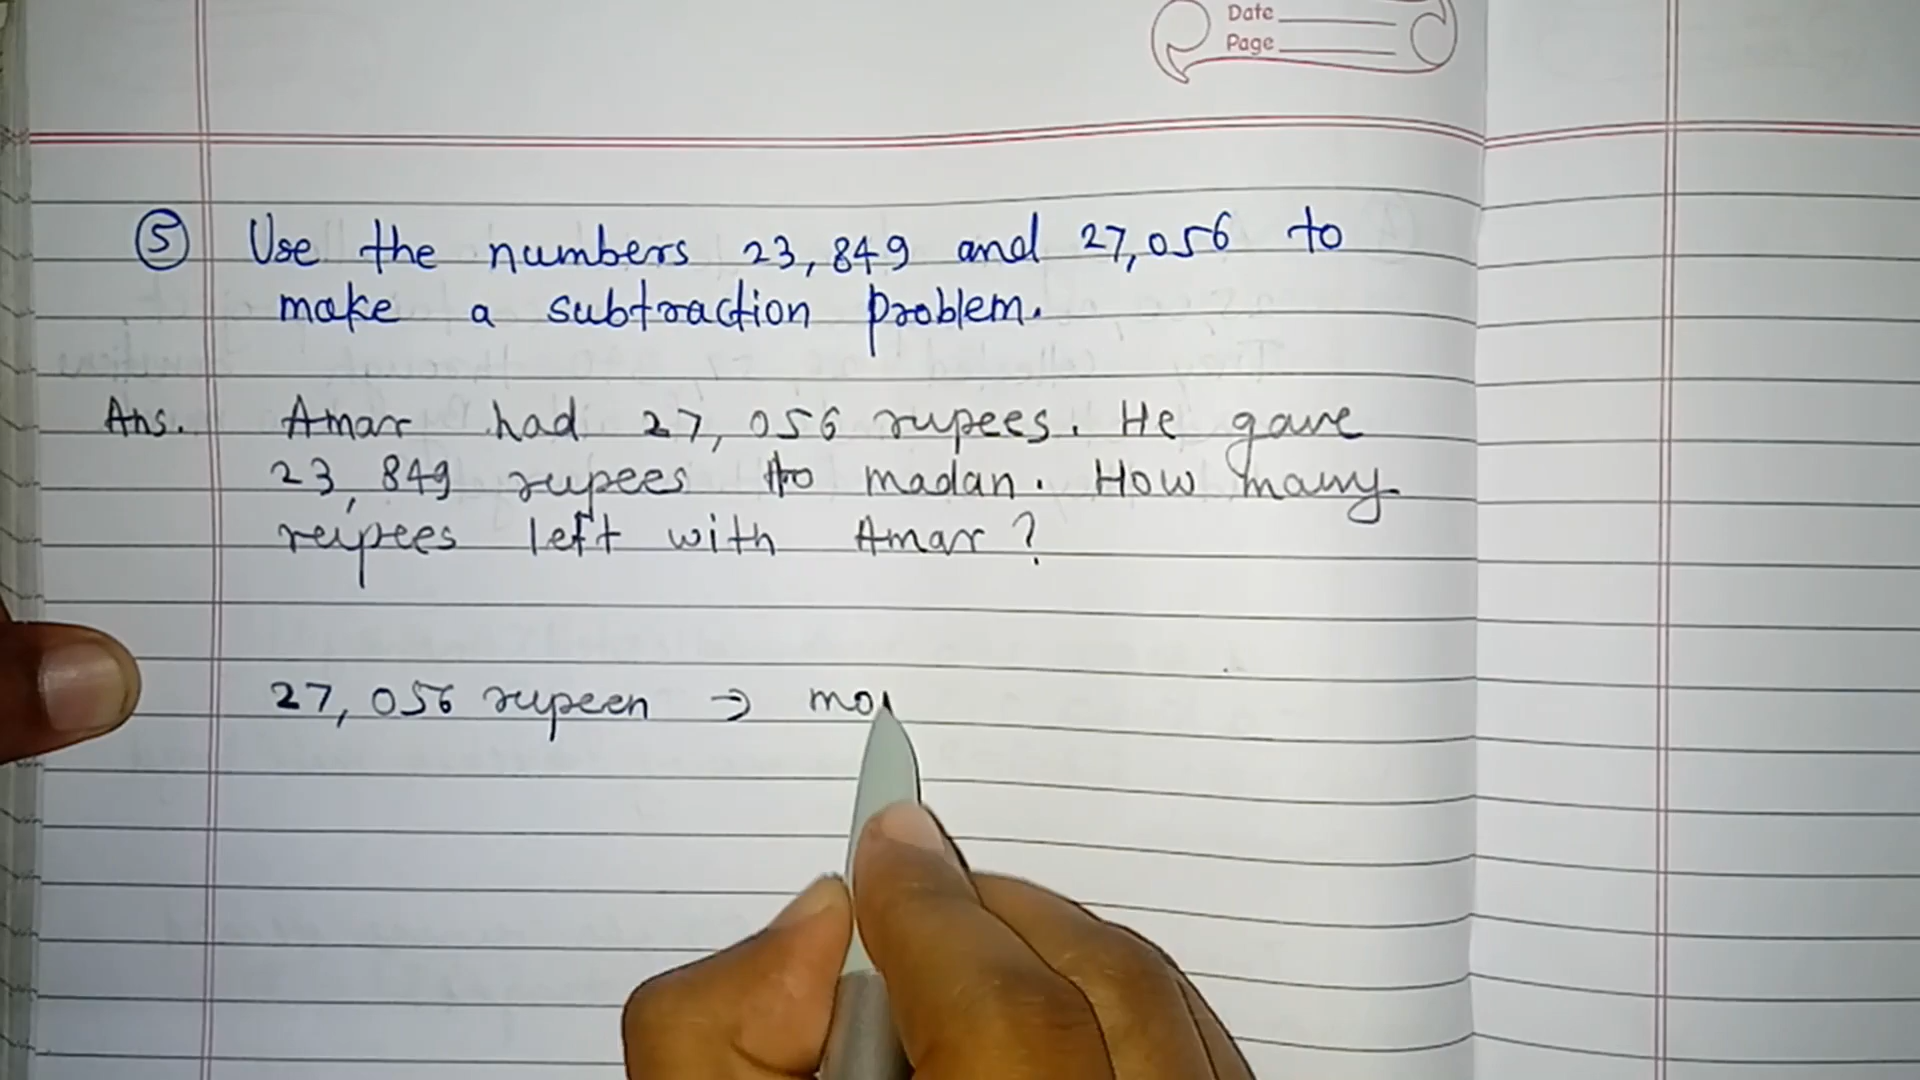 Date
Page
⑤ Use the numbers 23,849 and 27,056 to
make a subtraction problem.
Ans. Amar had 27,056 rupees. He gave
23,849 rupees to madan. How many
rupees left with Amar?
27,056 rupees → mo